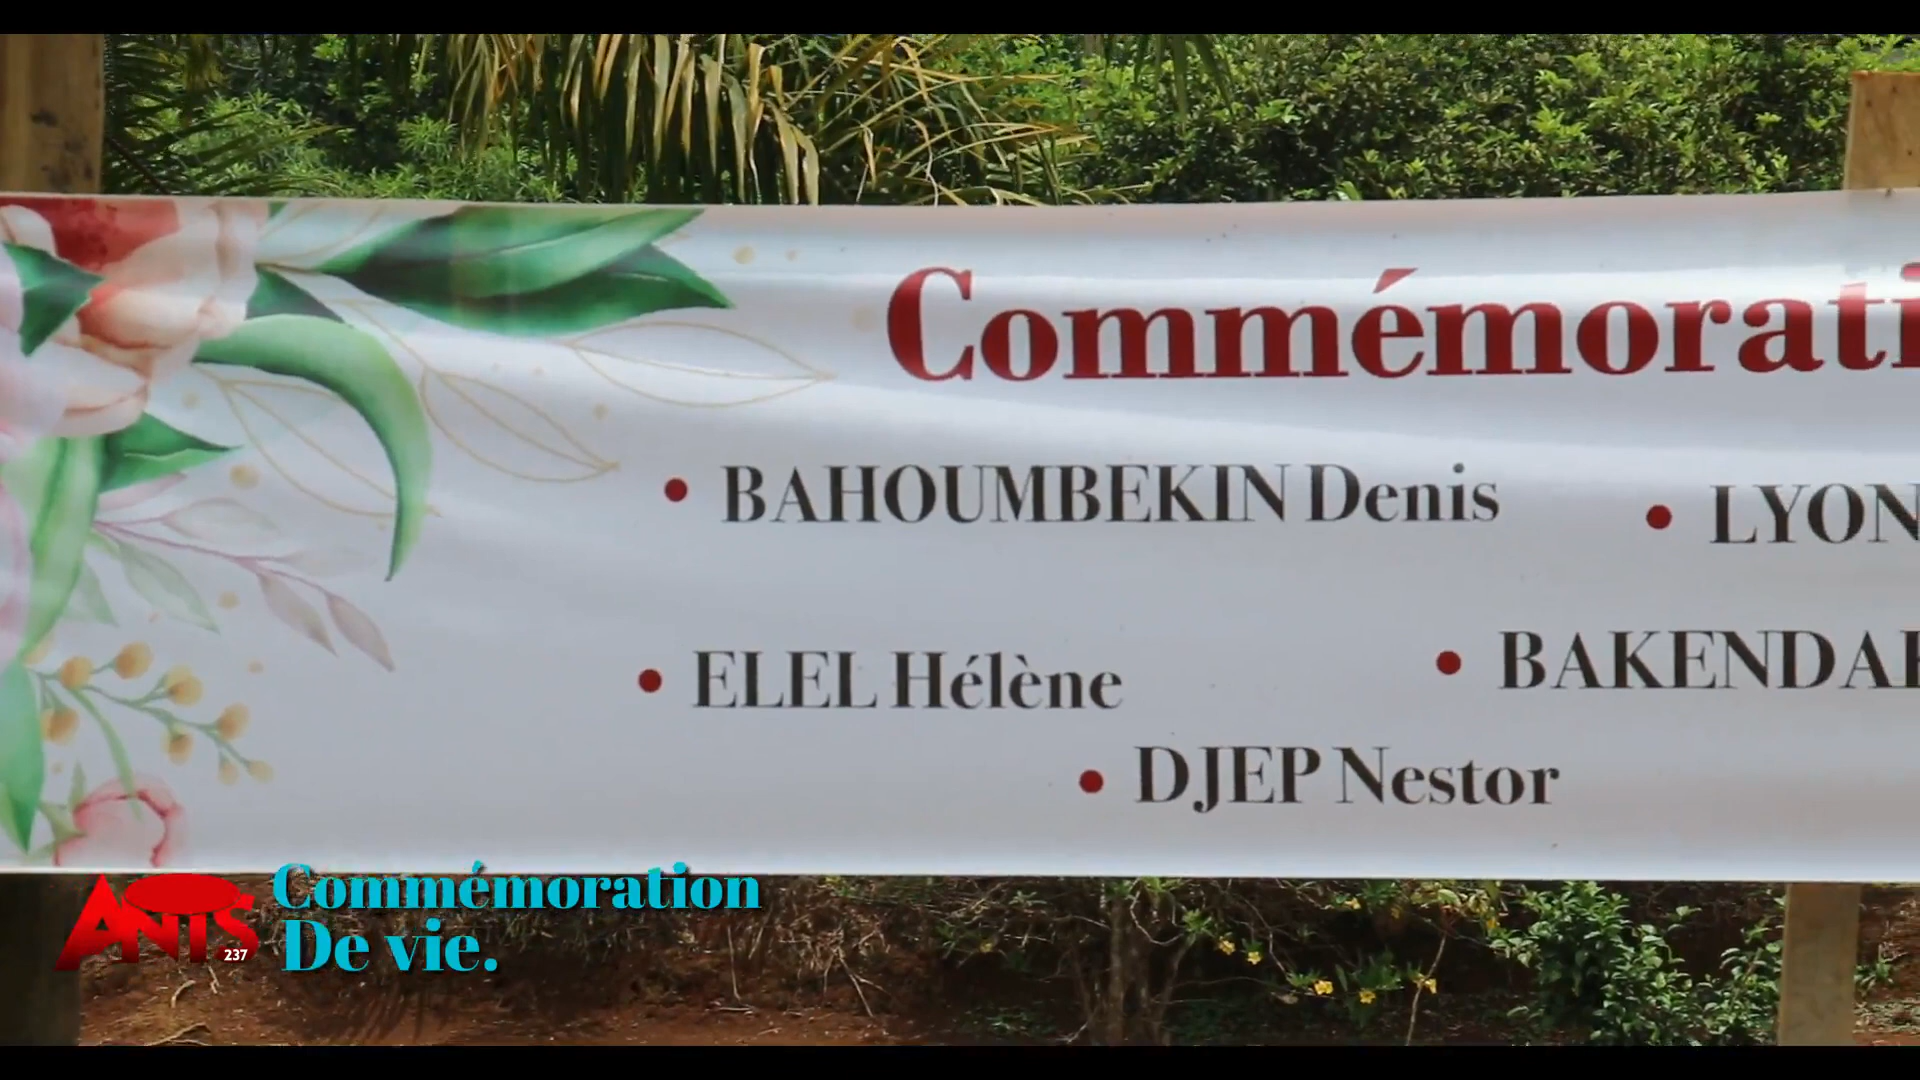 Commémorati
• BAHOUMBEKIN Denis
• LYON
• ELEL Hélène
• BAKENDA
• DJEP Nestor
ANTS 237
Commémoration
De vie.